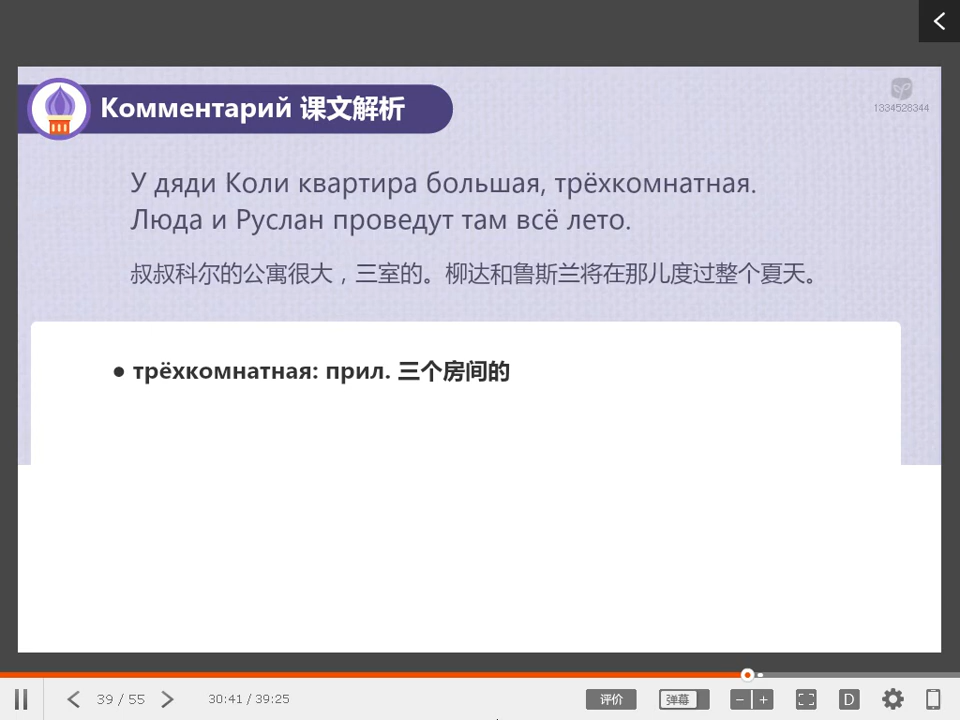 1334528344
Комментарий 课文解析
У дяди Коли квартира большая, трёхкомнатная.
Люда и Руслан проведут там всё лето.
叔叔科尔的公寓很大，三室的。柳达和鲁斯兰将在那儿度过整个夏天。
● трёхкомнатная: прил. 三个房间的
39 / 55 30:41 / 39:25 评价 弹幕 D